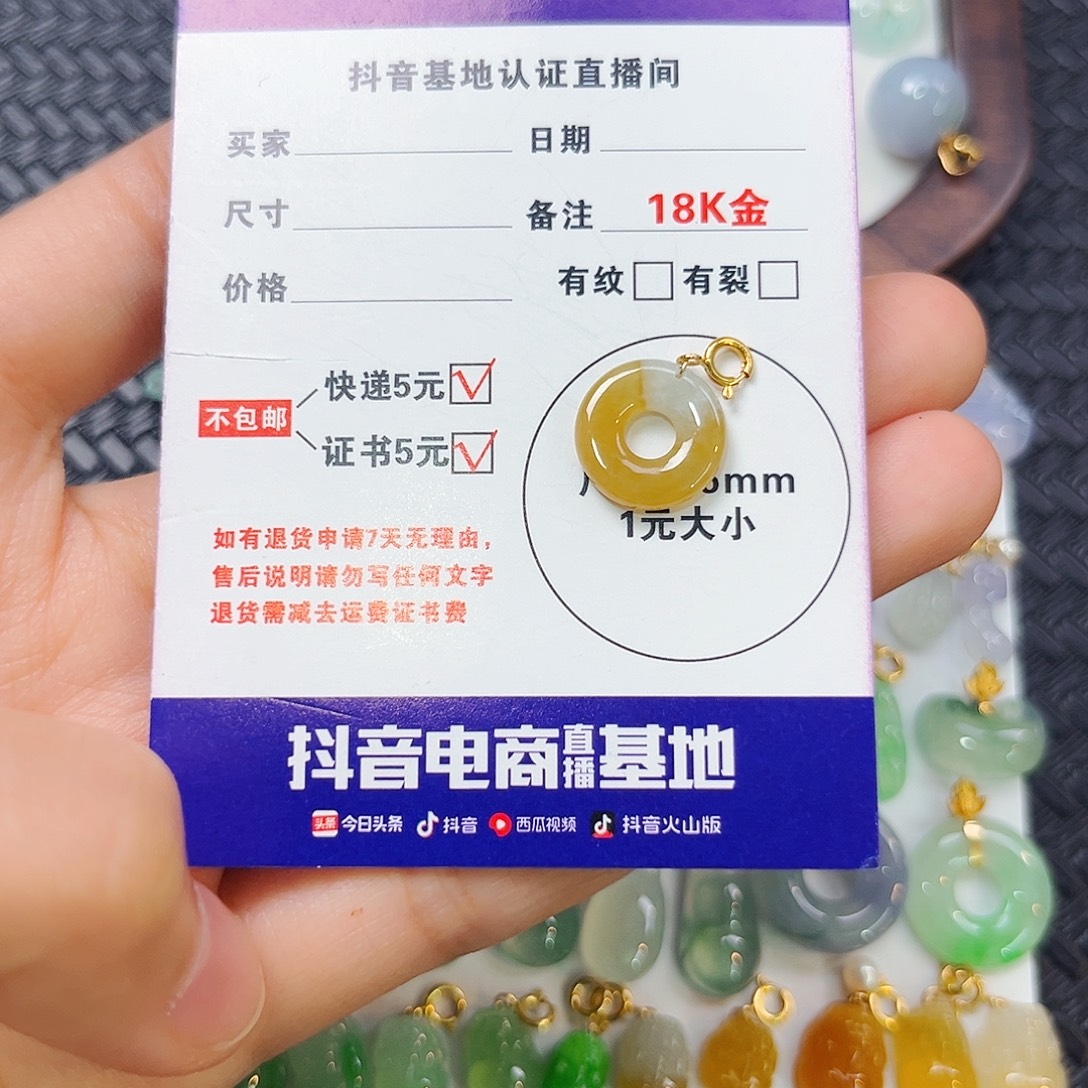 抖音基地认证直播间
买家 日期
尺寸 备注 18K金
价格 有纹 有裂
不包邮 快递5元
证书5元
mm
1元大小
如有退货申请7天无理由，
售后说明请勿写任何文字
退货需减去运费证书费
抖音电商直播基地
头条 今日头条 抖音 西瓜视频 抖音火山版